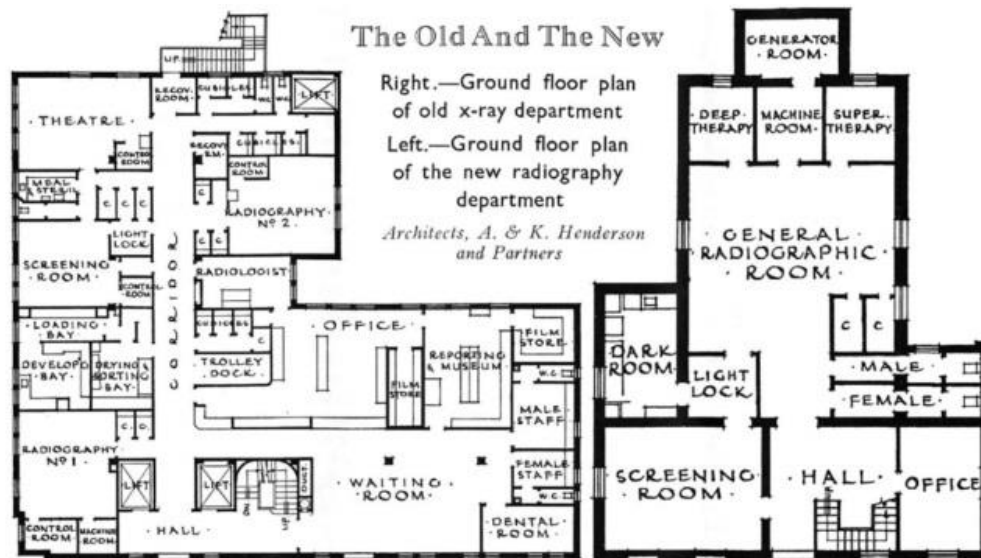 The Old And The New
Right.—Ground floor plan
of old x-ray department
Left.—Ground floor plan
of the new radiography
department
Architects, A. & K. Henderson
and Partners
UP.
THEATRE
RECOV.
ROOM
CUBICLES.
W.C.
W.C.
LIFT
CONTROL
ROOM
RECOV.
RM.
CUBICLES.
CONTROL
ROOM
C.
C.
C.
C.
RADIOGRAPHY
Nº 2.
LIGHT
LOCK
C.
C.
SCREENING
ROOM
CONTROL
ROOM
CORRIDOR
RADIOLOGIST
LOADING
BAY
CUBICLES.
C.
OFFICE
DEVELOPG
BAY
DRYING
SORTING
BAY
TROLLEY
DOCK
FILM
STORE
REPORTING
& MUSEUM
FILM
STORE
W.C.
MALE
STAFF
C.
C.
RADIOGRAPHY
Nº 1
LIFT
LIFT
DN
UP
DUCT.
WAITING
ROOM
FEMALE
STAFF
W.C.
HALL
CONTROL
ROOM
MACHINE
ROOM
DENTAL
ROOM
GENERATOR
ROOM
DEEP
THERAPY
MACHINE
ROOM
SUPER.
THERAPY
GENERAL
RADIOGRAPHIC
ROOM
C
C
DARK
ROOM
LIGHT
LOCK
MALE
FEMALE
SCREENING
ROOM
HALL
OFFICE